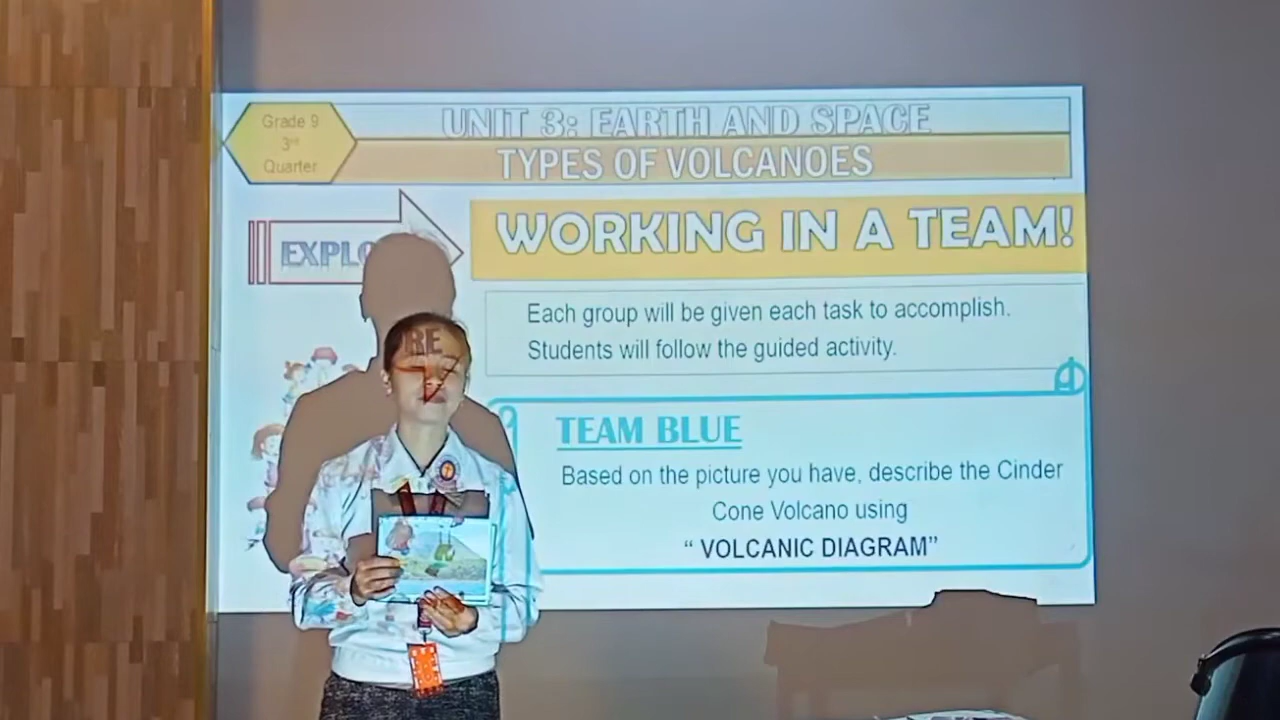 Grade 9
3rd
Quarter
UNIT 3: EARTH AND SPACE
TYPES OF VOLCANOES
EXPLORE
WORKING IN A TEAM!
Each group will be given each task to accomplish.
Students will follow the guided activity.
TEAM BLUE
Based on the picture you have, describe the Cinder
Cone Volcano using
“ VOLCANIC DIAGRAM”